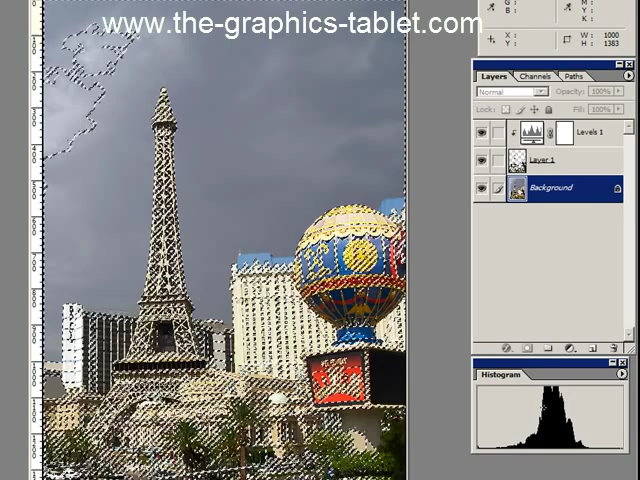 www.the-graphics-tablet.com
G :
B :
M :
Y :
K :
X :
Y :
W : 1000
H : 1383
Layers
Channels
Paths
Normal
Opacity: 100%
Lock:
Fill: 100%
Levels 1
Layer 1
Background
Histogram